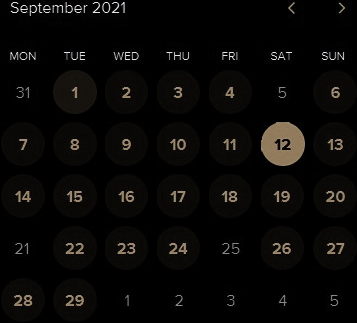 September 2021 < >
MON TUE WED THU FRI SAT SUN
31 1 2 3 4 5 6
7 8 9 10 11 12 13
14 15 16 17 18 19 20
21 22 23 24 25 26 27
28 29 1 2 3 4 5